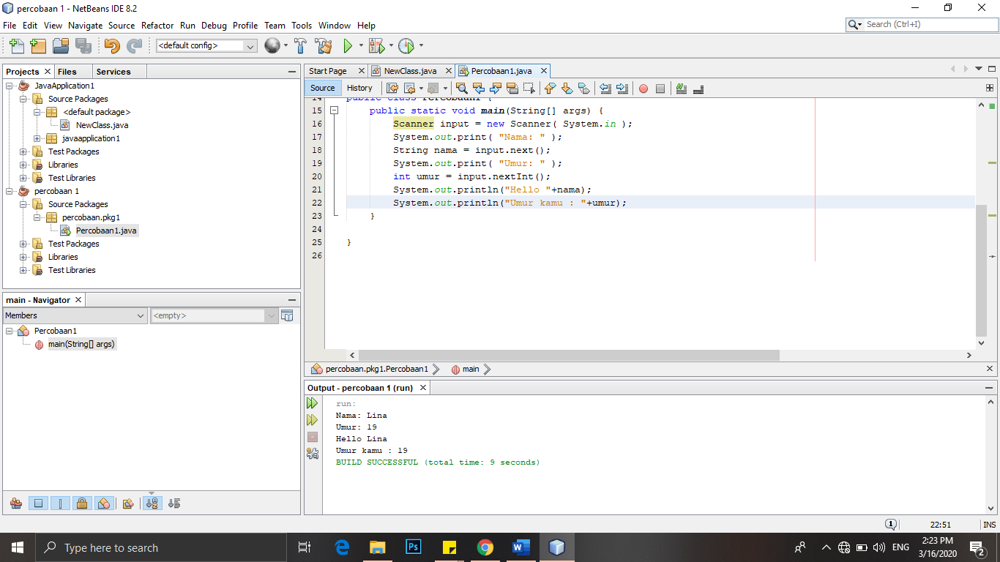 percobaan 1 - NetBeans IDE 8.2
File Edit View Navigate Source Refactor Run Debug Profile Team Tools Window Help
Search (Ctrl+I)
<default config>
Projects Files Services
JavaApplication1
Source Packages
<default package>
NewClass.java
javaapplication1
Test Packages
Libraries
Test Libraries
percobaan 1
Source Packages
percobaan.pkg1
Percobaan1.java
Test Packages
Libraries
Test Libraries
main - Navigator
Members <empty>
Percobaan1
main(String[] args)
Start Page NewClass.java Percobaan1.java
Source History
14 public class Percobaan1 {
15 public static void main(String[] args) {
16 Scanner input = new Scanner( System.in );
17 System.out.print( "Nama: " );
18 String nama = input.next();
19 System.out.print( "Umur: " );
20 int umur = input.nextInt();
21 System.out.println("Hello "+nama);
22 System.out.println("Umur kamu : "+umur);
23 }
24
25 }
26
percobaan.pkg1.Percobaan1 main
Output - percobaan 1 (run)
run:
Nama: Lina
Umur: 19
Hello Lina
Umur kamu : 19
BUILD SUCCESSFUL (total time: 9 seconds)
1 22:51 INS
Type here to search
Ps
W
ENG
2:23 PM
3/16/2020
2